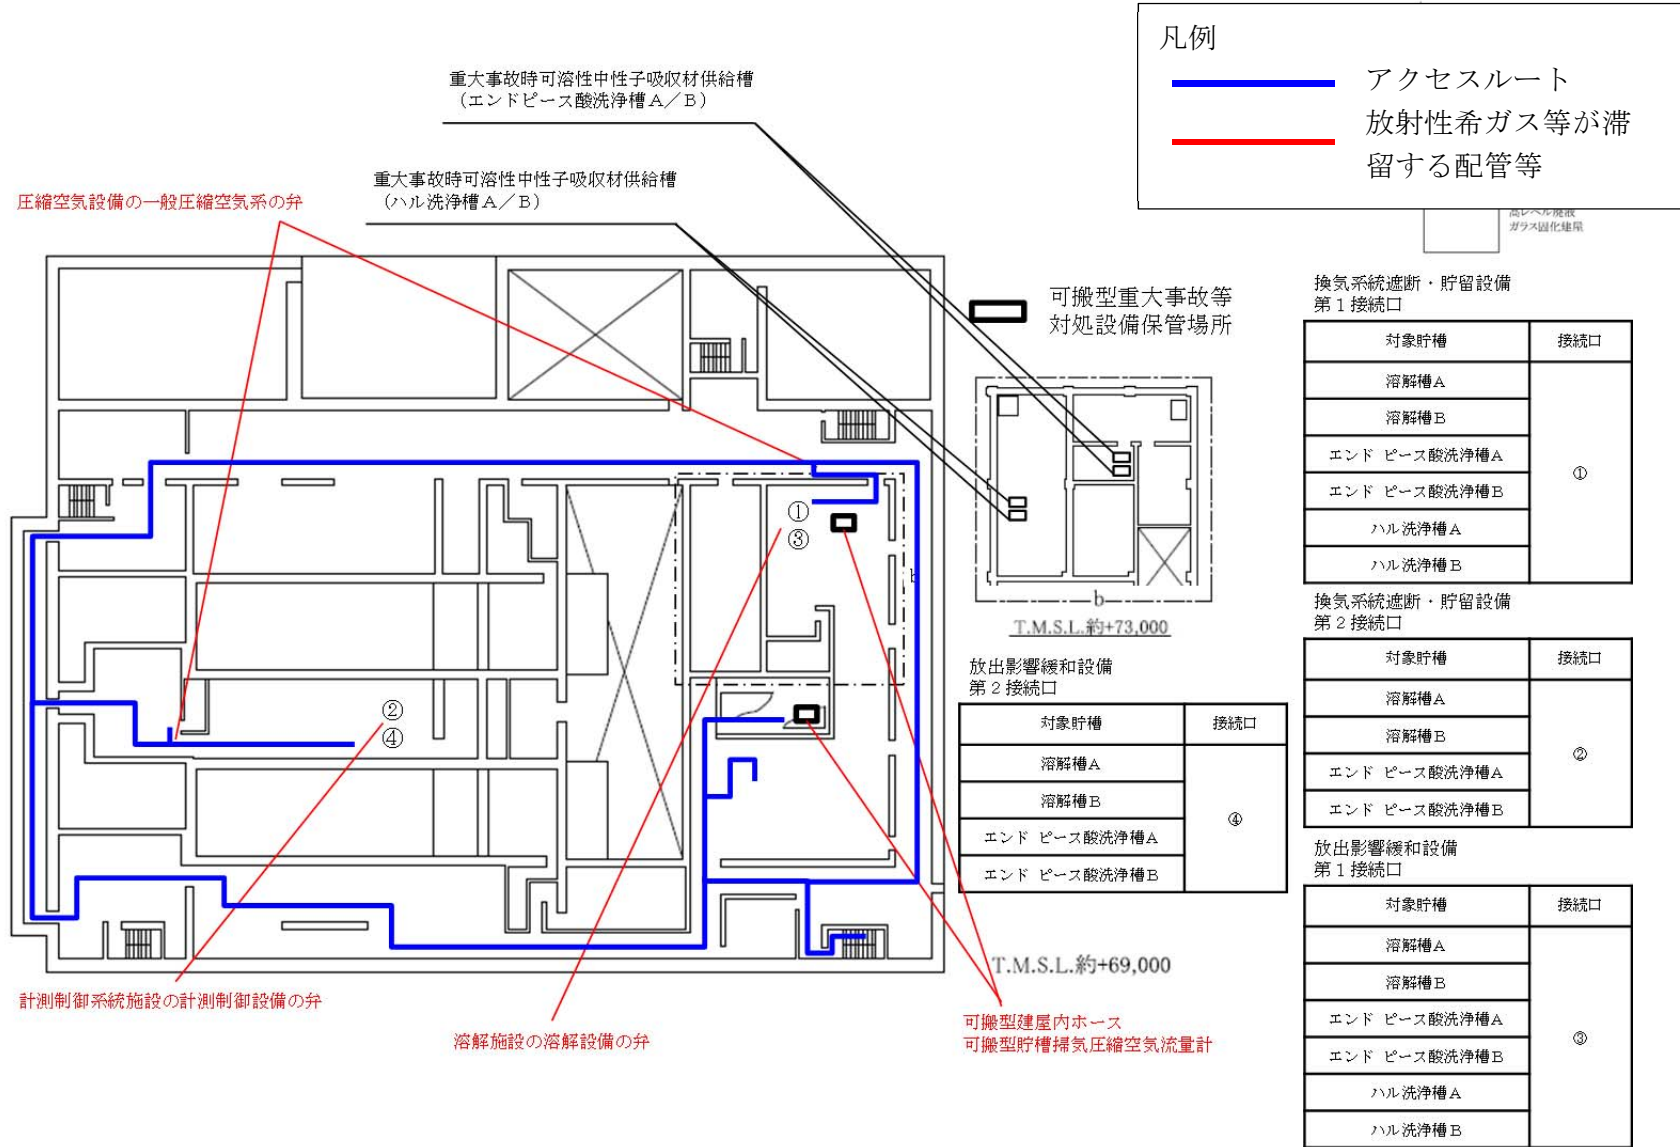 凡例
アクセスルート
放射性希ガス等が滞
留する配管等
高レベル廃液
ガラス固化建屋
重大事故時可溶性中性子吸収材供給槽
（エンドピース酸洗浄槽Ａ／Ｂ）
重大事故時可溶性中性子吸収材供給槽
（ハル洗浄槽Ａ／Ｂ）
圧縮空気設備の一般圧縮空気系の弁
可搬型重大事故等
対処設備保管場所
①
③
②
④
b
b
T.M.S.L.約+73,000
T.M.S.L.約+69,000
計測制御系統施設の計測制御設備の弁
溶解施設の溶解設備の弁
可搬型建屋内ホース
可搬型貯槽掃気圧縮空気流量計
放出影響緩和設備
第２接続口
対象貯槽 接続口
溶解槽A
溶解槽B
エンド ピース酸洗浄槽A
エンド ピース酸洗浄槽B
④
換気系統遮断・貯留設備
第１接続口
対象貯槽 接続口
溶解槽A
溶解槽B
エンド ピース酸洗浄槽A
エンド ピース酸洗浄槽B
ハル洗浄槽A
ハル洗浄槽B
①
換気系統遮断・貯留設備
第２接続口
対象貯槽 接続口
溶解槽A
溶解槽B
エンド ピース酸洗浄槽A
エンド ピース酸洗浄槽B
②
放出影響緩和設備
第１接続口
対象貯槽 接続口
溶解槽A
溶解槽B
エンド ピース酸洗浄槽A
エンド ピース酸洗浄槽B
ハル洗浄槽A
ハル洗浄槽B
③